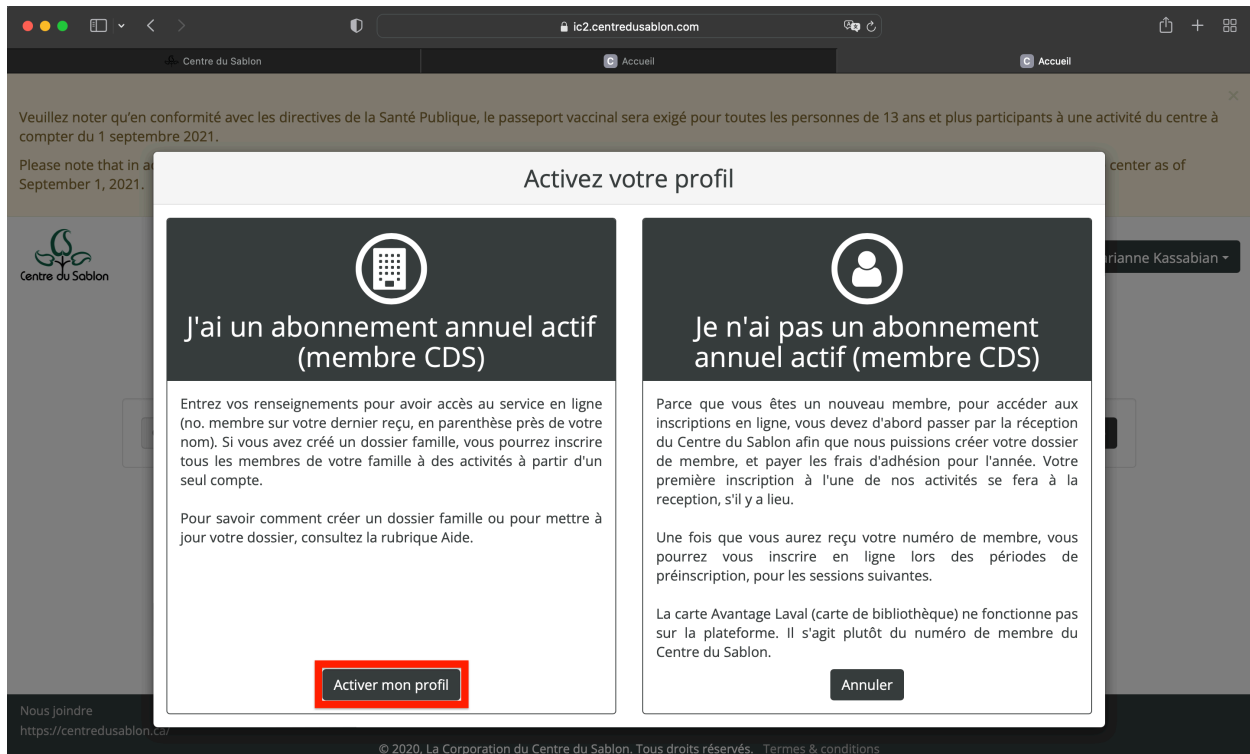 ic2.centredusablon.com
Centre du Sablon
C Accueil
C Accueil
Veuillez noter qu'en conformité avec les directives de la Santé Publique, le passeport vaccinal sera exigé pour toutes les personnes de 13 ans et plus participants à une activité du centre à
compter du 1 septembre 2021.
Please note that in
center as of
September 1, 2021.
Centre du Sablon
Kassabian
Activez votre profil
J'ai un abonnement annuel actif
(membre CDS)
Entrez vos renseignements pour avoir accès au service en ligne
(no. membre sur votre dernier reçu, en parenthèse près de votre
nom). Si vous avez créé un dossier famille, vous pourrez inscrire
tous les membres de votre famille à des activités à partir d'un
seul compte.
Pour savoir comment créer un dossier famille ou pour mettre à
jour votre dossier, consultez la rubrique Aide.
Activer mon profil
Je n'ai pas un abonnement
annuel actif (membre CDS)
Parce que vous êtes un nouveau membre, pour accéder aux
inscriptions en ligne, vous devez d'abord passer par la réception
du Centre du Sablon afin que nous puissions créer votre dossier
de membre, et payer les frais d'adhésion pour l'année. Votre
première inscription à l'une de nos activités se fera à la
reception, s'il y a lieu.
Une fois que vous aurez reçu votre numéro de membre, vous
pourrez vous inscrire en ligne lors des périodes de
préinscription, pour les sessions suivantes.
La carte Avantage Laval (carte de bibliothèque) ne fonctionne pas
sur la plateforme. Il s'agit plutôt du numéro de membre du
Centre du Sablon.
Annuler
Nous joindre
https://centredusablon.ca/
© 2020, La Corporation du Centre du Sablon. Tous droits réservés. Termes & conditions